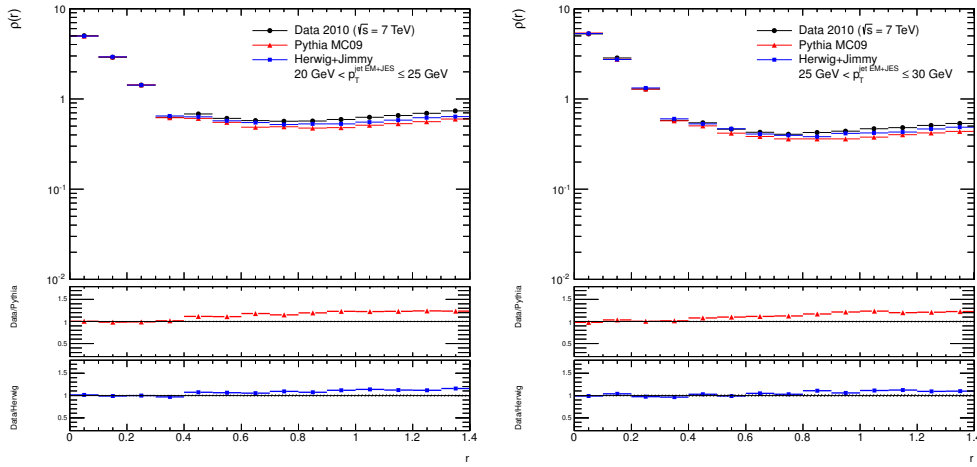 ρ(r)
10
1
10⁻¹
10⁻²
Data 2010 (√s = 7 TeV)
Pythia MC09
Herwig+Jimmy
20 GeV < p_T^{jet EM+JES} ≤ 25 GeV
Data/Pythia
1.5
1
0.5
Data/Herwig
1.5
1
0.5
0 0.2 0.4 0.6 0.8 1 1.2 1.4
r
ρ(r)
10
1
10⁻¹
10⁻²
Data 2010 (√s = 7 TeV)
Pythia MC09
Herwig+Jimmy
25 GeV < p_T^{jet EM+JES} ≤ 30 GeV
Data/Pythia
1.5
1
0.5
Data/Herwig
1.5
1
0.5
0 0.2 0.4 0.6 0.8 1 1.2 1.4
r